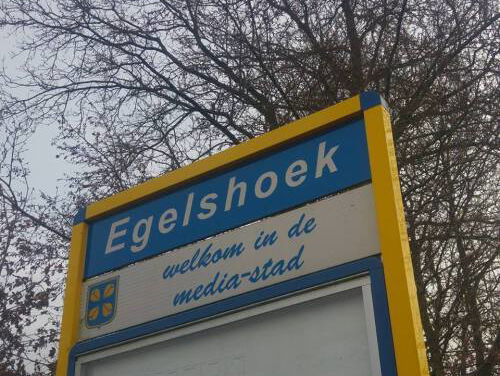 Egelshoek
welkom in de
media-stad